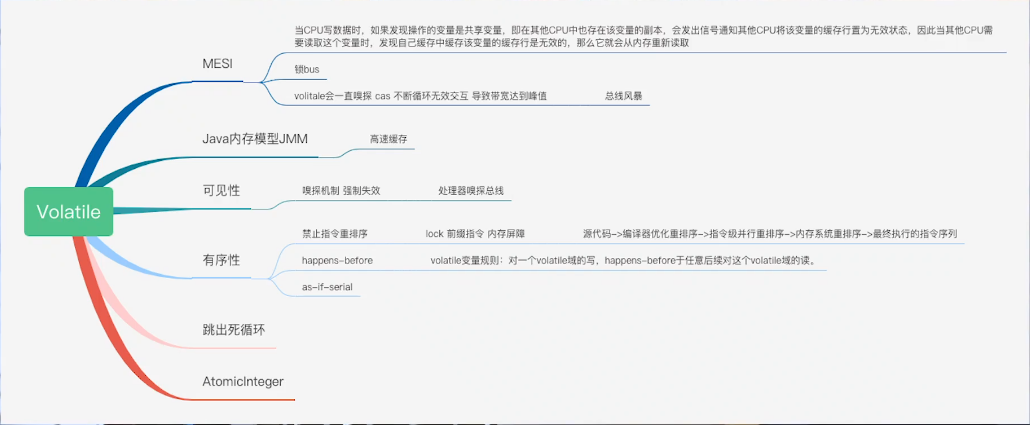 当CPU写数据时，如果发现操作的变量是共享变量，即在其他CPU中也存在该变量的副本，会发出信号通知其他CPU将该变量的缓存行置为无效状态，因此当其他CPU需
要读取这个变量时，发现自己缓存中缓存该变量的缓存行是无效的，那么它就会从内存重新读取
MESI
锁bus
volitale会一直嗅探 cas 不断循环无效交互 导致带宽达到峰值 总线风暴
Java内存模型JMM 高速缓存
可见性 嗅探机制 强制失效 处理器嗅探总线
Volatile
禁止指令重排序 lock 前缀指令 内存屏障 源代码->编译器优化重排序->指令级并行重排序->内存系统重排序->最终执行的指令序列
有序性
happens-before volatile变量规则：对一个volatile域的写，happens-before于任意后续对这个volatile域的读。
as-if-serial
跳出死循环
AtomicInteger